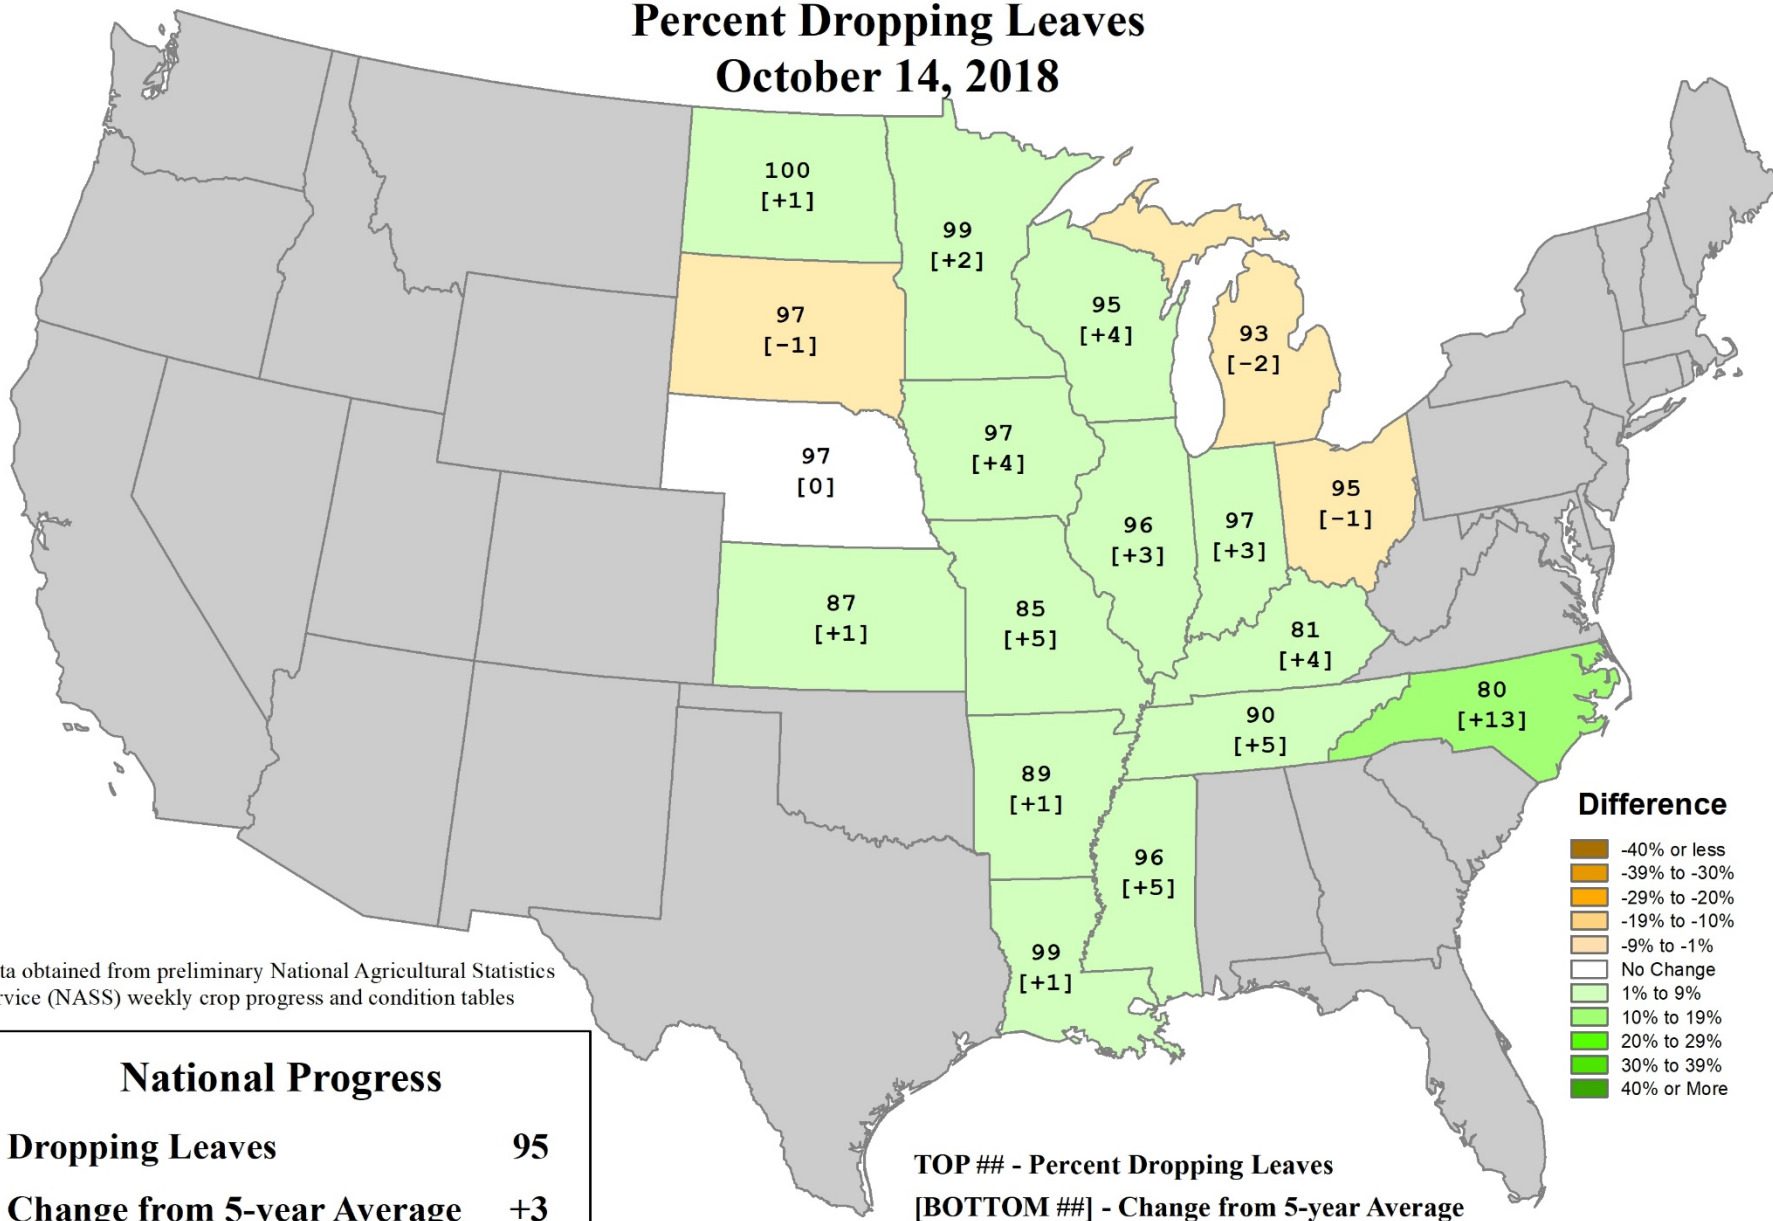 Percent Dropping Leaves
October 14, 2018
100
[+1]
99
[+2]
97
[-1]
95
[+4]
93
[-2]
97
[0]
97
[+4]
96
[+3]
97
[+3]
95
[-1]
87
[+1]
85
[+5]
81
[+4]
90
[+5]
80
[+13]
89
[+1]
96
[+5]
99
[+1]
Difference
-40% or less
-39% to -30%
-29% to -20%
-19% to -10%
-9% to -1%
No Change
1% to 9%
10% to 19%
20% to 29%
30% to 39%
40% or More
obtained from preliminary National Agricultural Statistics
(NASS) weekly crop progress and condition tables
National Progress
Dropping Leaves 95
Change from 5-year Average +3
TOP ## - Percent Dropping Leaves
[BOTTOM ##] - Change from 5-year Average